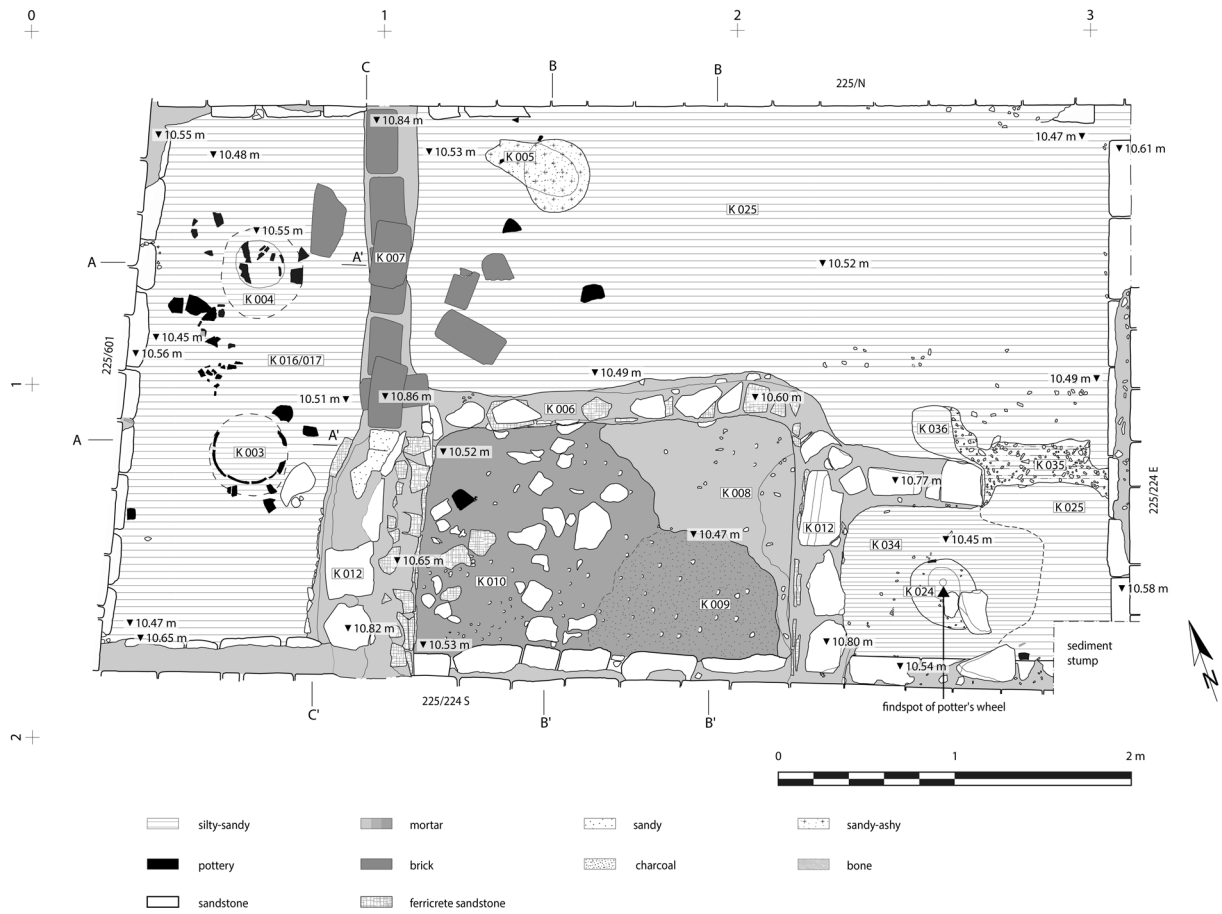 0
1
2
3
C
B
B
225/N
10.84 m
10.55 m
10.48 m
10.53 m
K 005
10.47 m
10.61 m
K 025
10.55 m
A
A'
K 007
10.52 m
K 004
10.45 m
10.56 m
225/601
K 016/017
10.49 m
10.49 m
1
10.51 m
10.86 m
K 006
10.60 m
K 036
A
A'
K 003
10.52 m
K 035
10.77 m
K 008
225/224 E
K 025
K 012
10.47 m
K 034
10.45 m
10.65 m
K 012
K 010
K 024
10.58 m
K 009
10.47 m
10.65 m
10.82 m
10.53 m
10.80 m
10.54 m
sediment
stump
N
225/224 S
findspot of potter's wheel
C'
B'
B'
2
0
1
2 m
silty-sandy
mortar
sandy
sandy-ashy
pottery
brick
charcoal
bone
sandstone
ferricrete sandstone